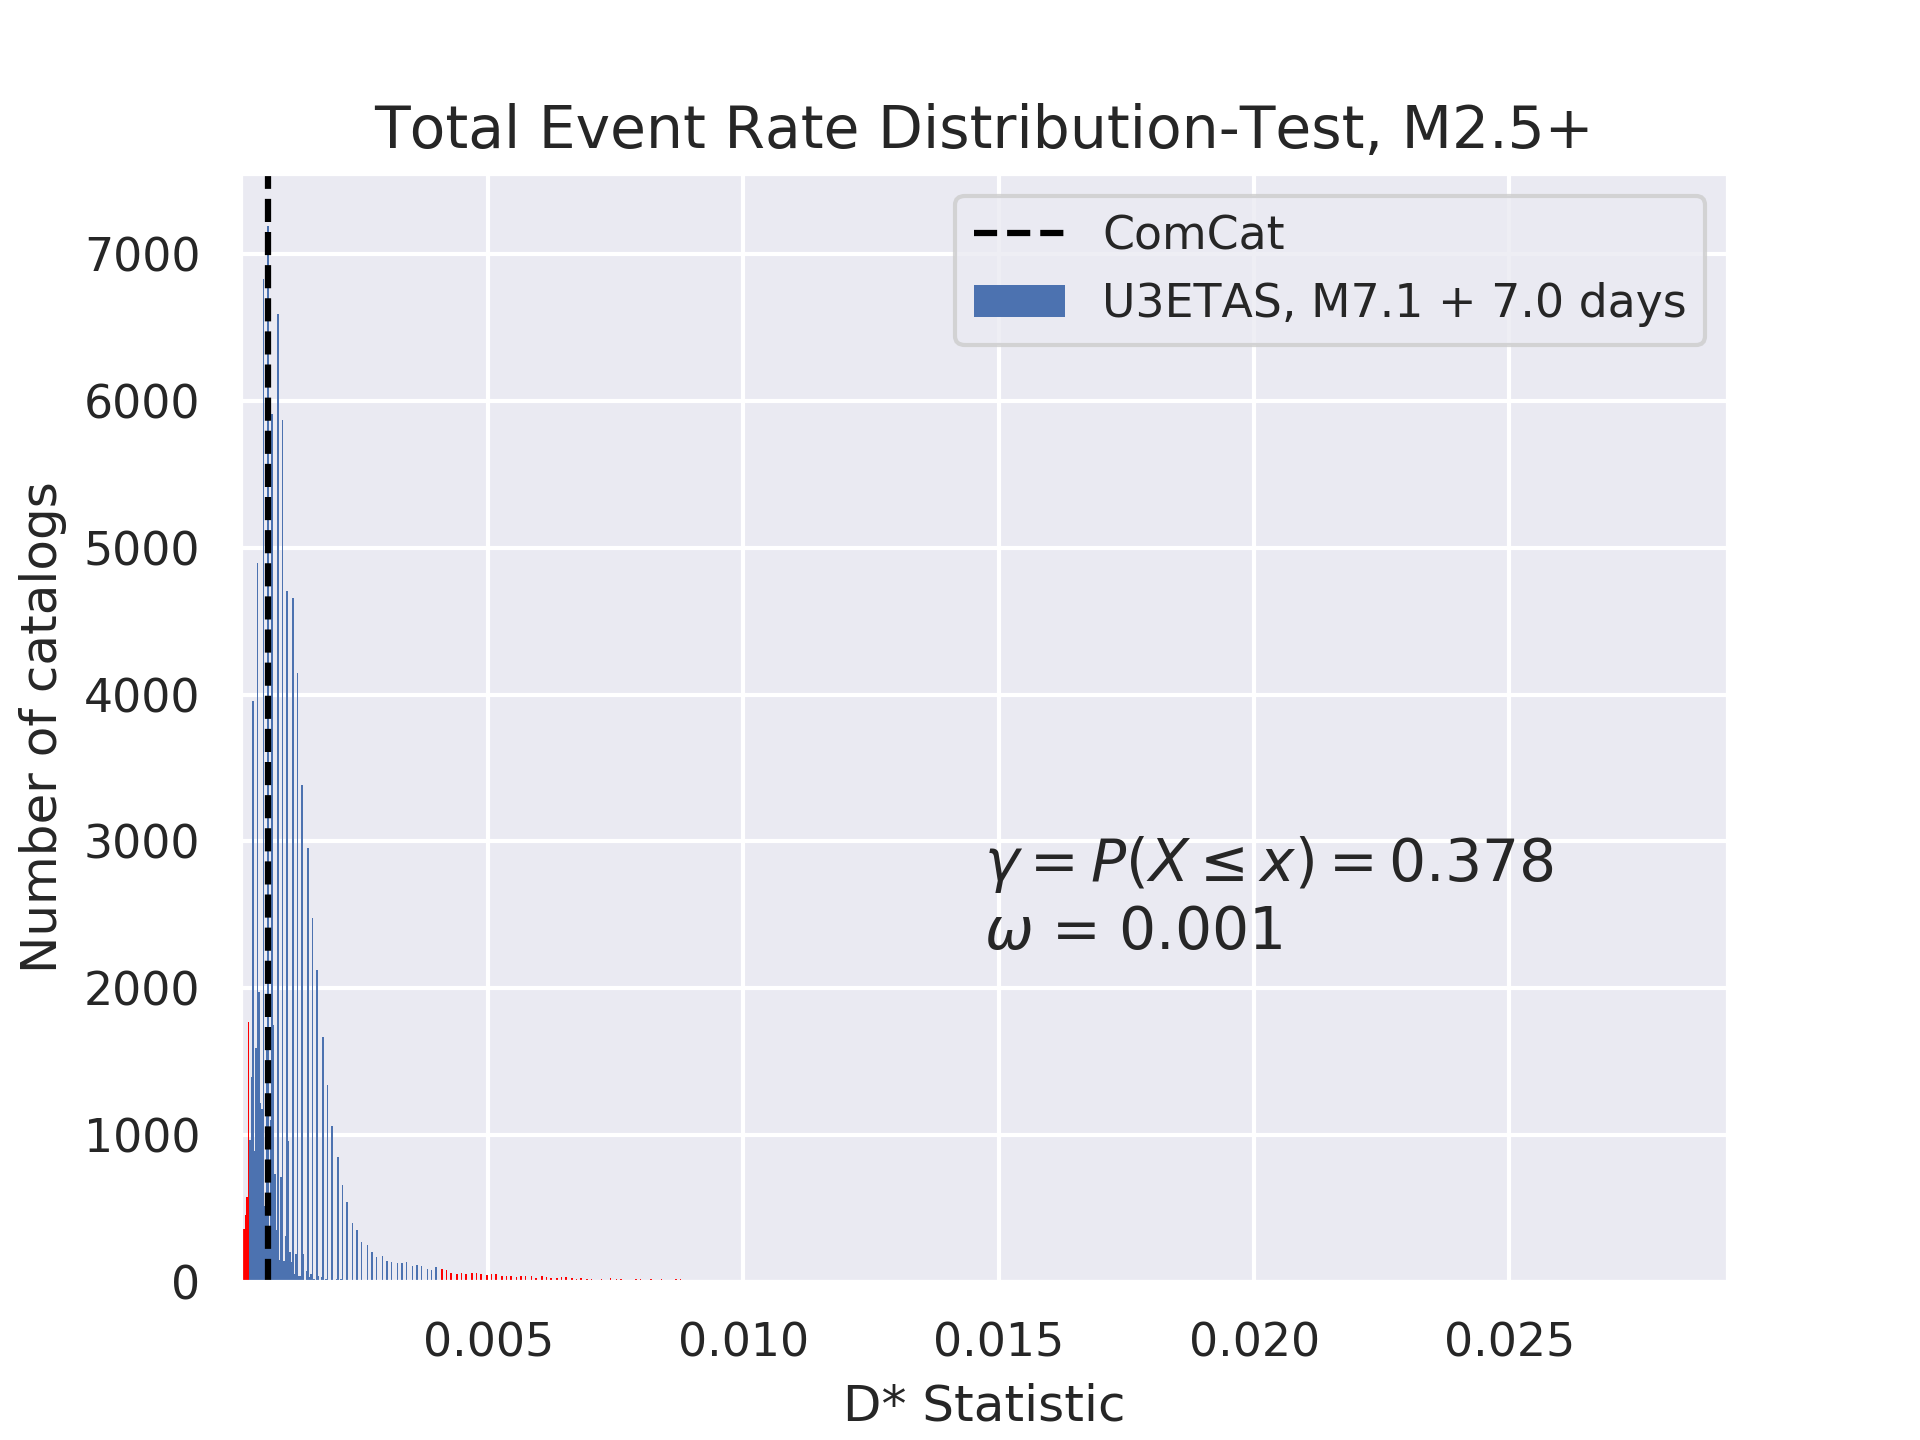 Total Event Rate Distribution-Test, M2.5+
ComCat
U3ETAS, M7.1 + 7.0 days
7000
6000
5000
4000
3000
2000
1000
0
Number of catalogs
γ = P(X ≤ x) = 0.378
ω = 0.001
0.005 0.010 0.015 0.020 0.025
D* Statistic